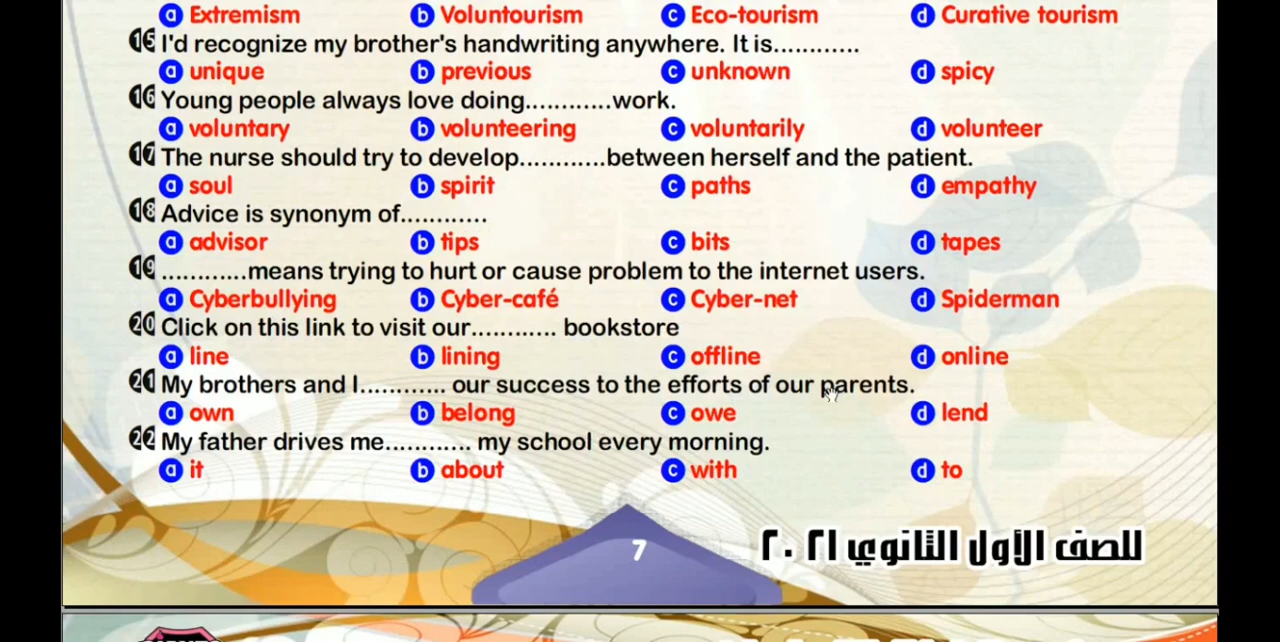 a Extremism b Voluntourism c Eco-tourism d Curative tourism
15 I'd recognize my brother's handwriting anywhere. It is............
a unique b previous c unknown d spicy
16 Young people always love doing............work.
a voluntary b volunteering c voluntarily d volunteer
17 The nurse should try to develop............between herself and the patient.
a soul b spirit c paths d empathy
18 Advice is synonym of............
a advisor b tips c bits d tapes
19 ............means trying to hurt or cause problem to the internet users.
a Cyberbullying b Cyber-café c Cyber-net d Spiderman
20 Click on this link to visit our............ bookstore
a line b lining c offline d online
21 My brothers and I............ our success to the efforts of our parents.
a own b belong c owe d lend
22 My father drives me............ my school every morning.
a it b about c with d to
7
للصف الأول الثانوي ٢٠٢١